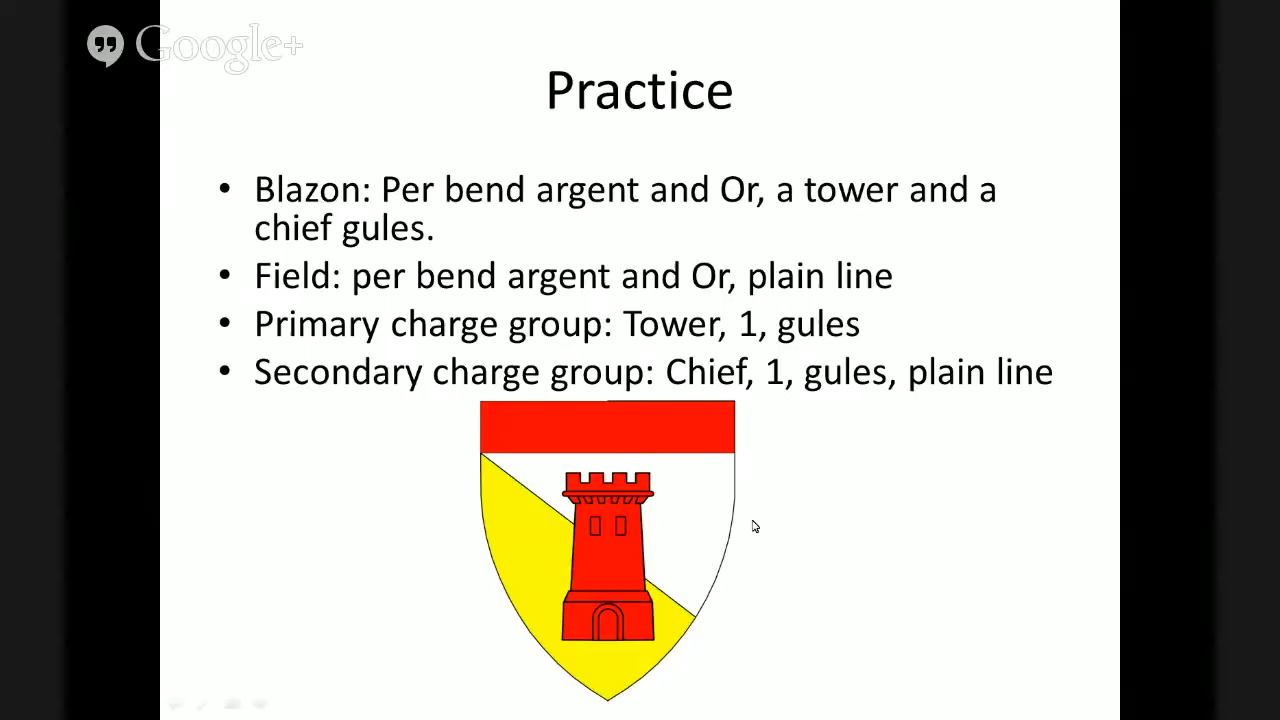 Google+
Practice
• Blazon: Per bend argent and Or, a tower and a
chief gules.
• Field: per bend argent and Or, plain line
• Primary charge group: Tower, 1, gules
• Secondary charge group: Chief, 1, gules, plain line